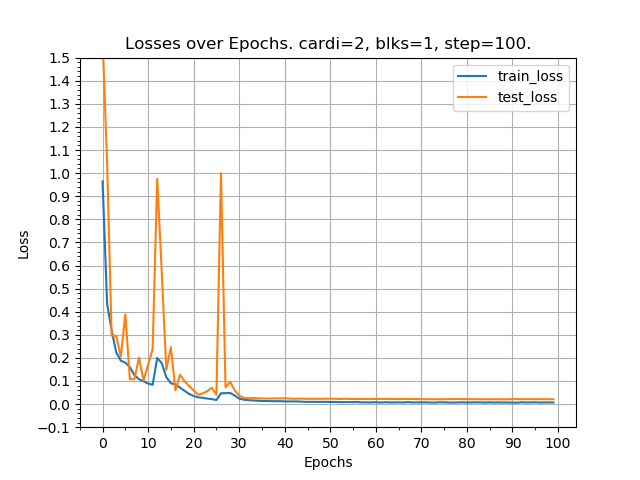 Losses over Epochs. cardi=2, blks=1, step=100.
train_loss
test_loss
Loss
1.5
1.4
1.3
1.2
1.1
1.0
0.9
0.8
0.7
0.6
0.5
0.4
0.3
0.2
0.1
0.0
−0.1
0 10 20 30 40 50 60 70 80 90 100
Epochs